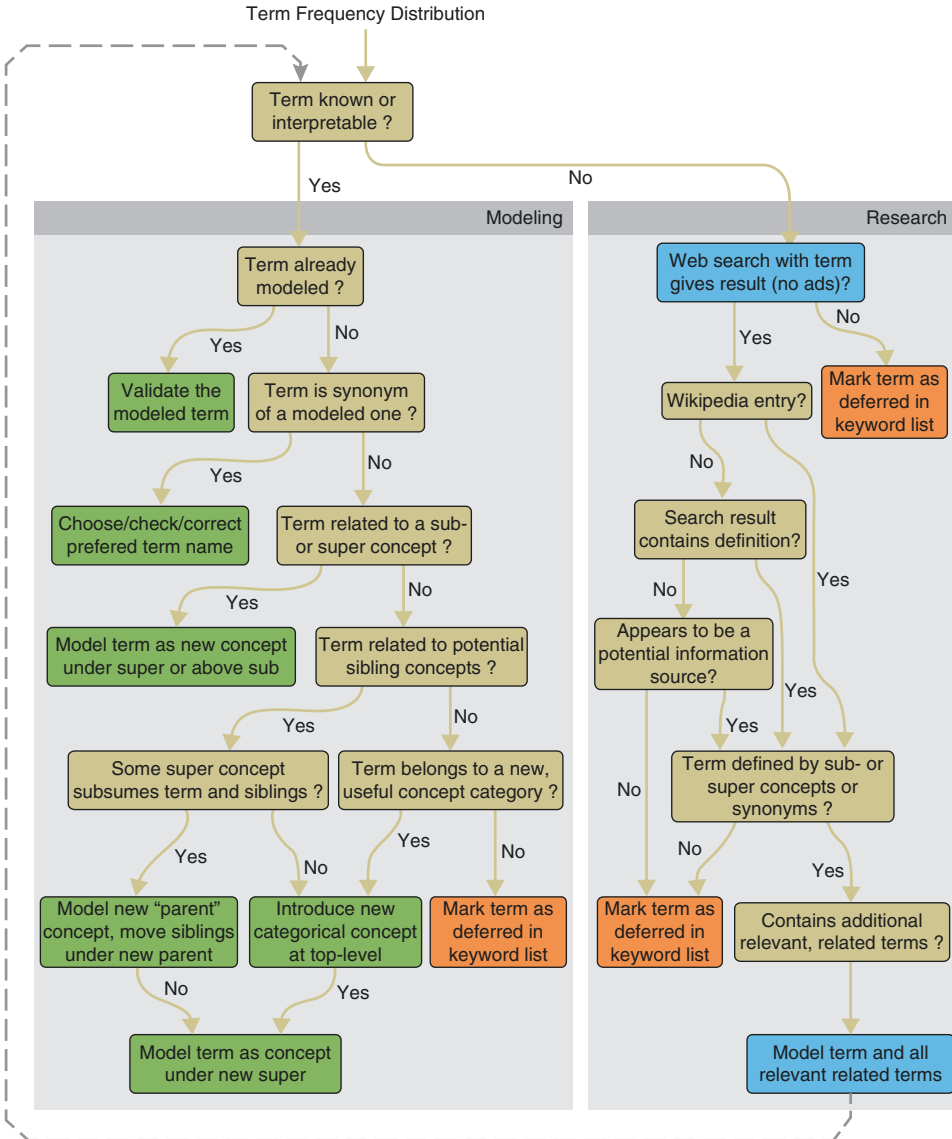 Term Frequency Distribution
Term known or
interpretable ?
Yes
No
Modeling
Term already
modeled ?
Yes
No
Validate the
modeled term
Term is synonym
of a modeled one ?
Yes
No
Choose/check/correct
prefered term name
Term related to a sub-
or super concept ?
Yes
No
Model term as new concept
under super or above sub
Term related to potential
sibling concepts ?
Yes
No
Some super concept
subsumes term and siblings ?
Term belongs to a new,
useful concept category ?
Yes
No
Yes
No
Model new “parent”
concept, move siblings
under new parent
Introduce new
categorical concept
at top-level
Mark term as
deferred in
keyword list
No
Yes
Model term as concept
under new super
Research
Web search with term
gives result (no ads)?
Yes
No
Wikipedia entry?
Mark term as
deferred in
keyword list
No
Yes
Search result
contains definition?
No
Yes
Appears to be a
potential information
source?
No
Yes
Term defined by sub- or
super concepts or
synonyms ?
No
Yes
Mark term as
deferred in
keyword list
Contains additional
relevant, related terms ?
Model term and all
relevant related terms